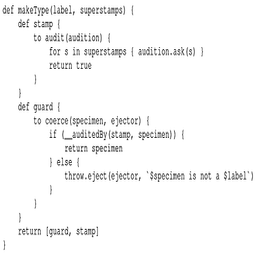 def makeType(label, superstamps) {
    def stamp {
        to audit(audition) {
            for s in superstamps { audition.ask(s) }
            return true
        }
    }
    def guard {
        to coerce(specimen, ejector) {
            if (__auditedBy(stamp, specimen)) {
                return specimen
            } else {
                throw.eject(ejector, `$specimen is not a $label`)
            }
        }
    }
    return [guard, stamp]
}